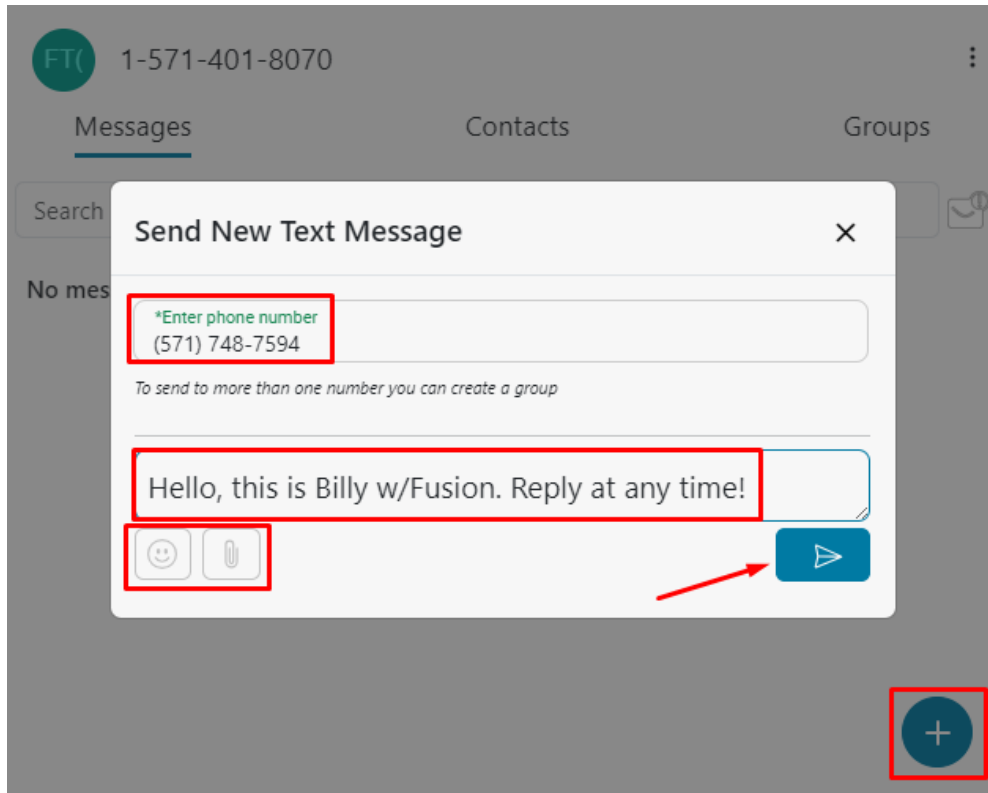 FT(
1-571-401-8070
Messages Contacts Groups
Search
Send New Text Message
No mes
*Enter phone number
(571) 748-7594
To send to more than one number you can create a group
Hello, this is Billy w/Fusion. Reply at any time!